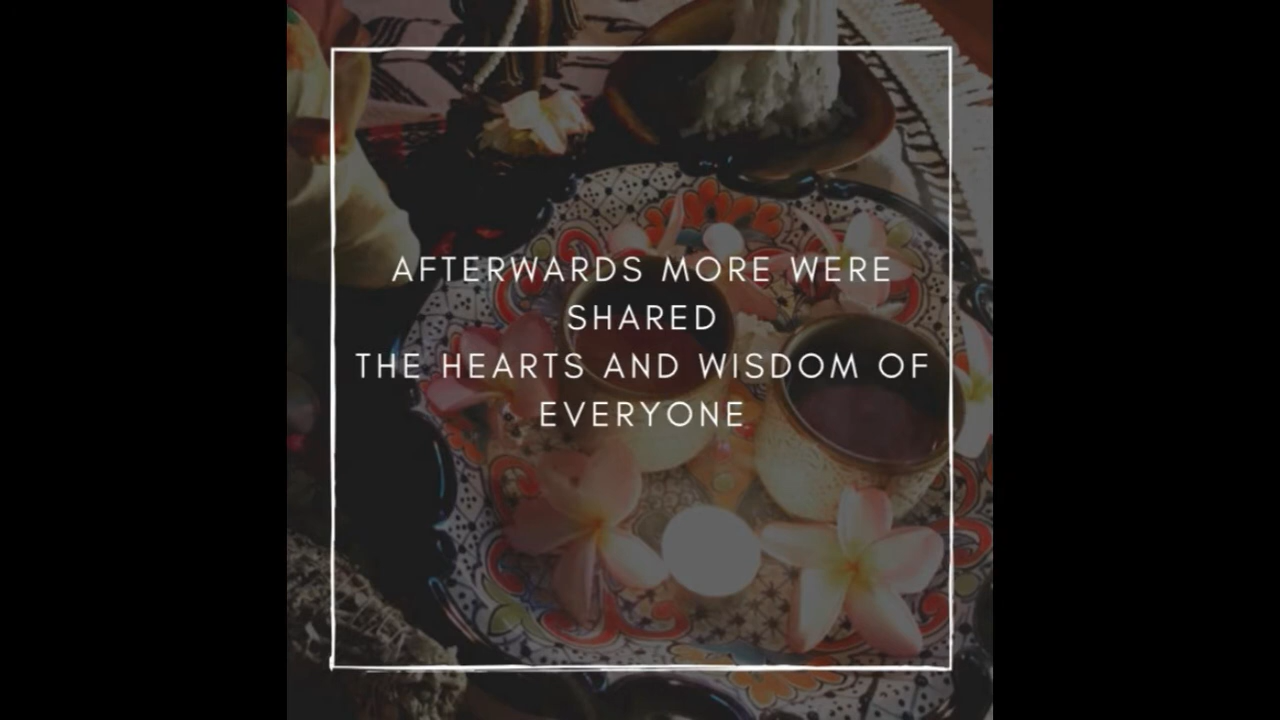 AFTERWARDS MORE WERE
SHARED
THE HEARTS AND WISDOM OF
EVERYONE